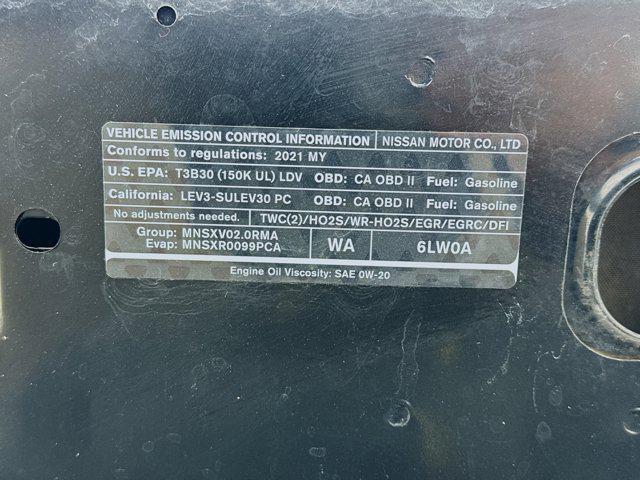 VEHICLE EMISSION CONTROL INFORMATION NISSAN MOTOR CO., LTD
Conforms to regulations: 2021 MY
U.S. EPA: T3B30 (150K UL) LDV OBD: CA OBD II Fuel: Gasoline
California: LEV3-SULEV30 PC OBD: CA OBD II Fuel: Gasoline
No adjustments needed. TWC(2)/HO2S/WR-HO2S/EGR/EGRC/DFI
Group: MNSXV02.0RMA
Evap: MNSXR0099PCA
WA
6LW0A
Engine Oil Viscosity: SAE 0W-20